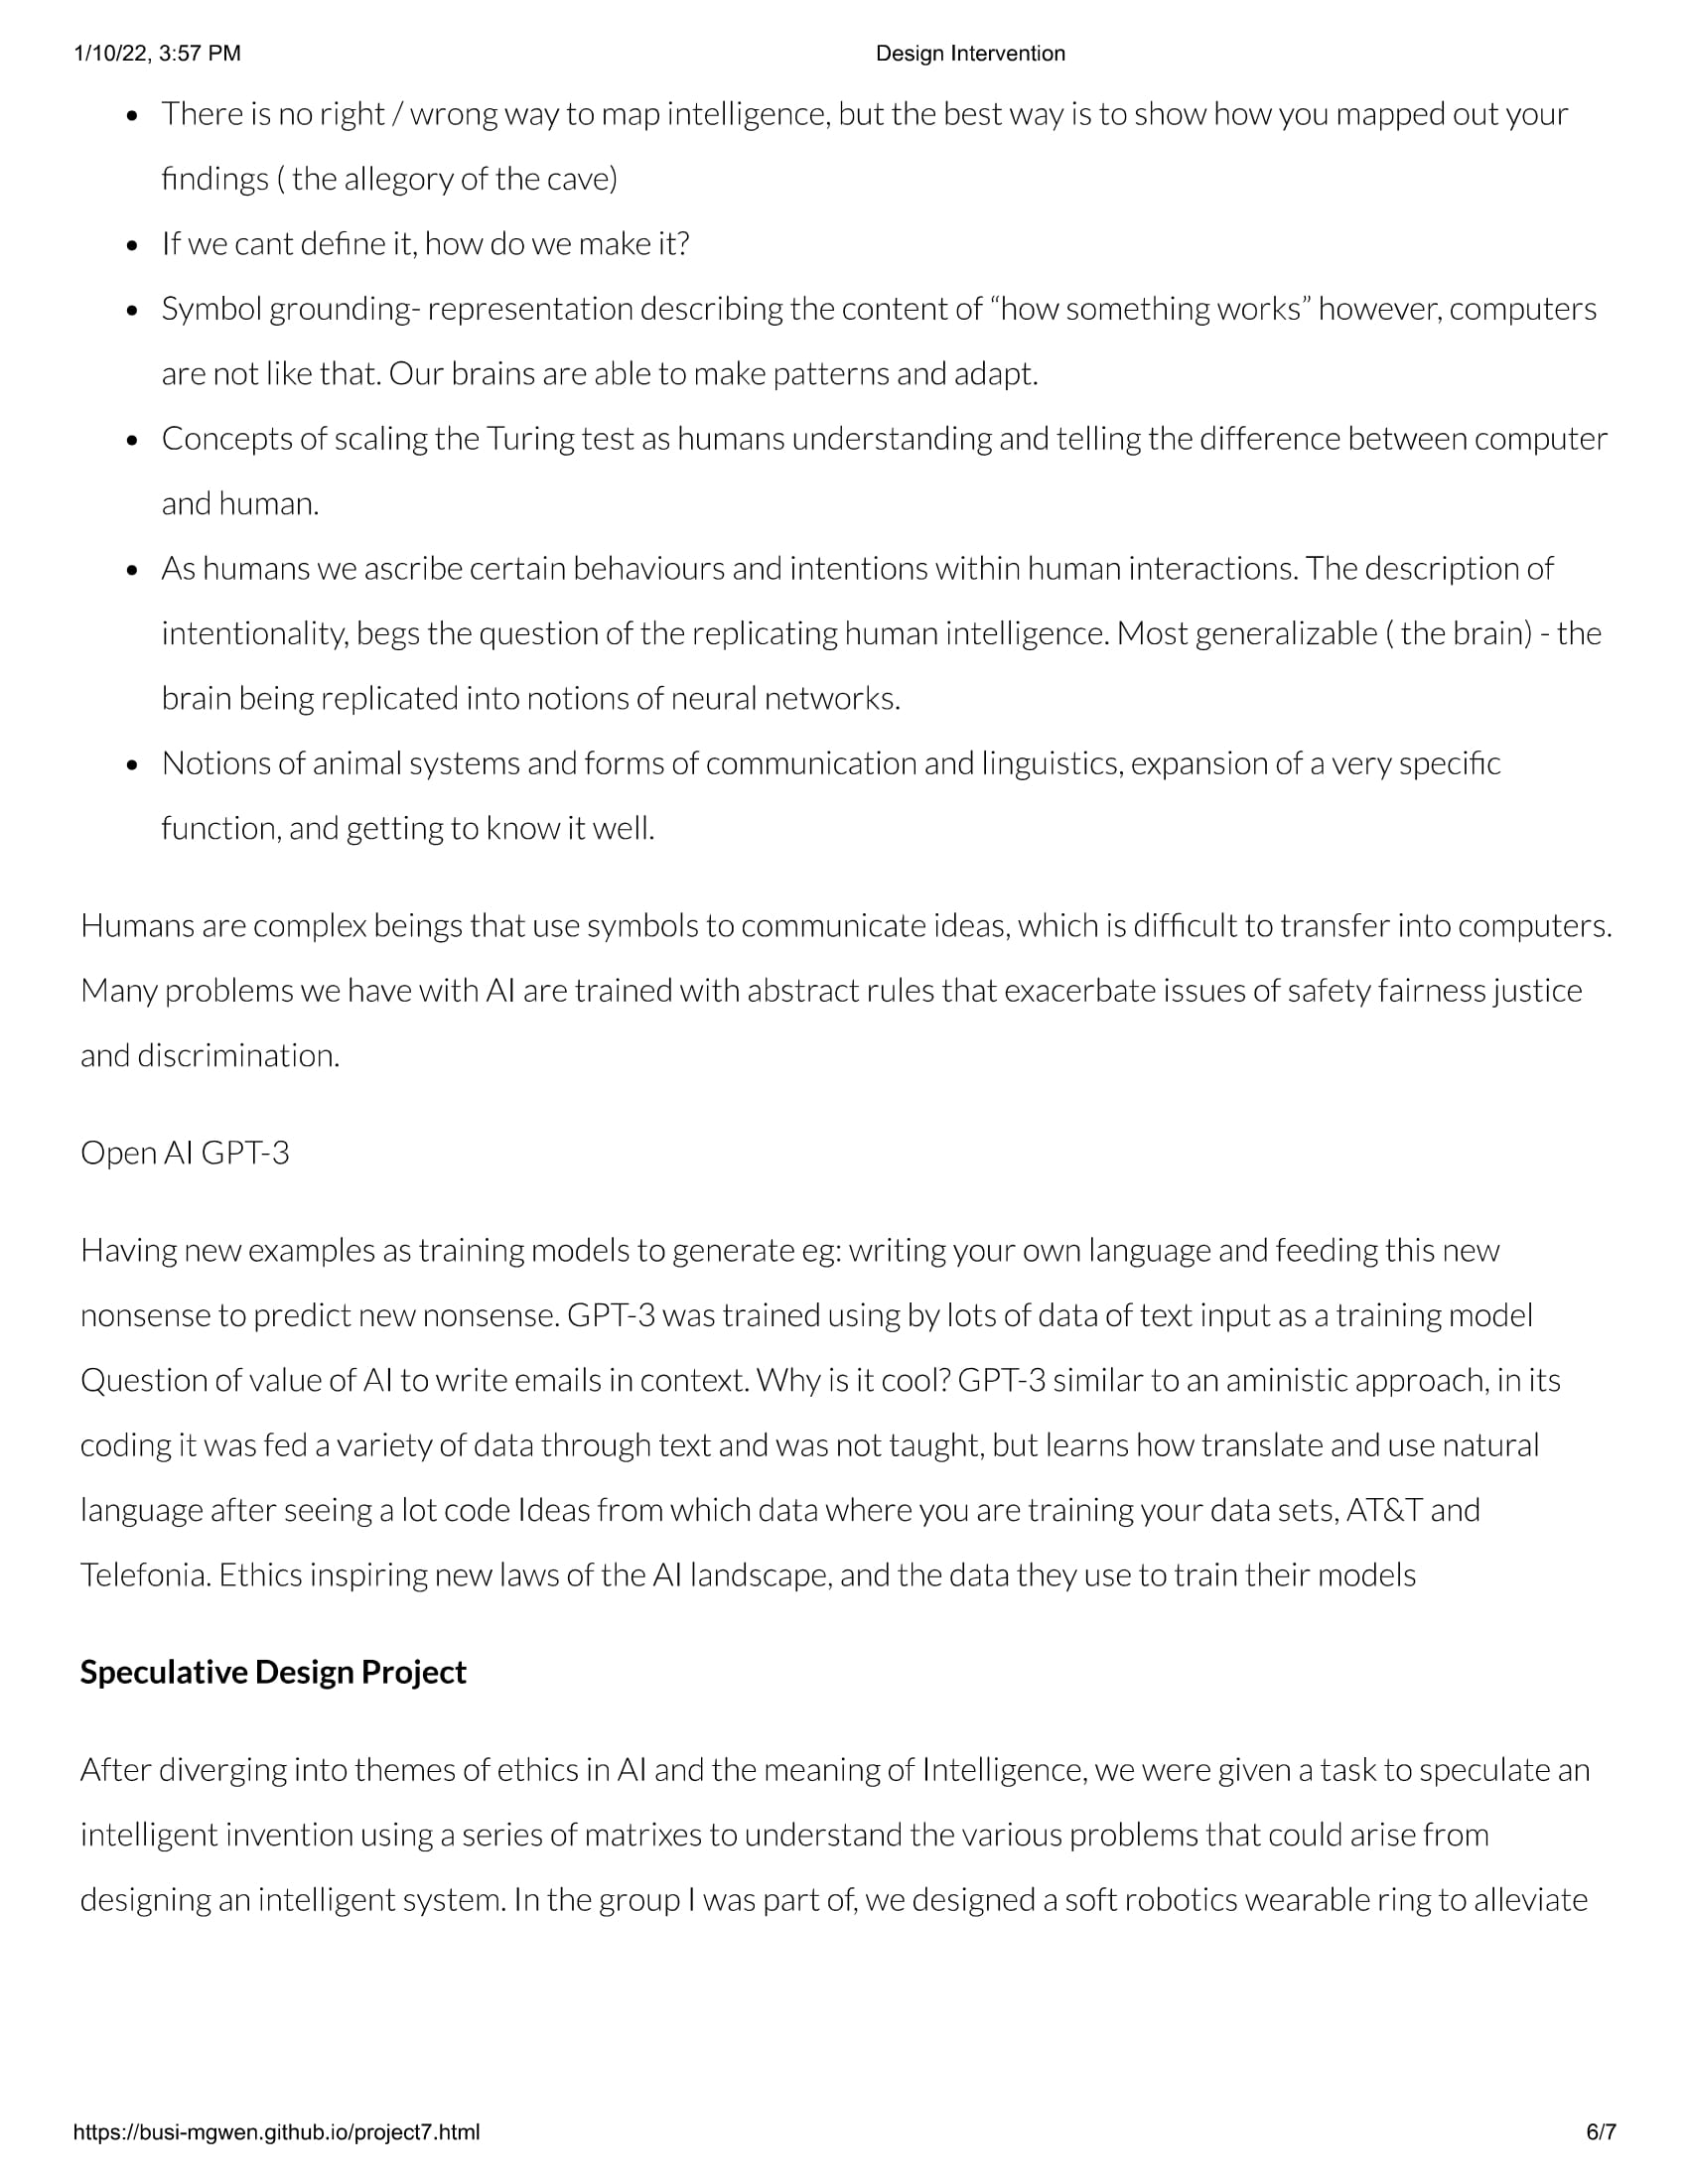 1/10/22, 3:57 PM Design Intervention
• There is no right / wrong way to map intelligence, but the best way is to show how you mapped out your
findings ( the allegory of the cave)
• If we cant define it, how do we make it?
• Symbol grounding- representation describing the content of “how something works” however, computers
are not like that. Our brains are able to make patterns and adapt.
• Concepts of scaling the Turing test as humans understanding and telling the difference between computer
and human.
• As humans we ascribe certain behaviours and intentions within human interactions. The description of
intentionality, begs the question of the replicating human intelligence. Most generalizable ( the brain) - the
brain being replicated into notions of neural networks.
• Notions of animal systems and forms of communication and linguistics, expansion of a very specific
function, and getting to know it well.
Humans are complex beings that use symbols to communicate ideas, which is difficult to transfer into computers.
Many problems we have with AI are trained with abstract rules that exacerbate issues of safety fairness justice
and discrimination.
Open AI GPT-3
Having new examples as training models to generate eg: writing your own language and feeding this new
nonsense to predict new nonsense. GPT-3 was trained using by lots of data of text input as a training model
Question of value of AI to write emails in context. Why is it cool? GPT-3 similar to an aministic approach, in its
coding it was fed a variety of data through text and was not taught, but learns how translate and use natural
language after seeing a lot code Ideas from which data where you are training your data sets, AT&T and
Telefonia. Ethics inspiring new laws of the AI landscape, and the data they use to train their models
Speculative Design Project
After diverging into themes of ethics in AI and the meaning of Intelligence, we were given a task to speculate an
intelligent invention using a series of matrixes to understand the various problems that could arise from
designing an intelligent system. In the group I was part of, we designed a soft robotics wearable ring to alleviate
https://busi-mgwen.github.io/project7.html 6/7